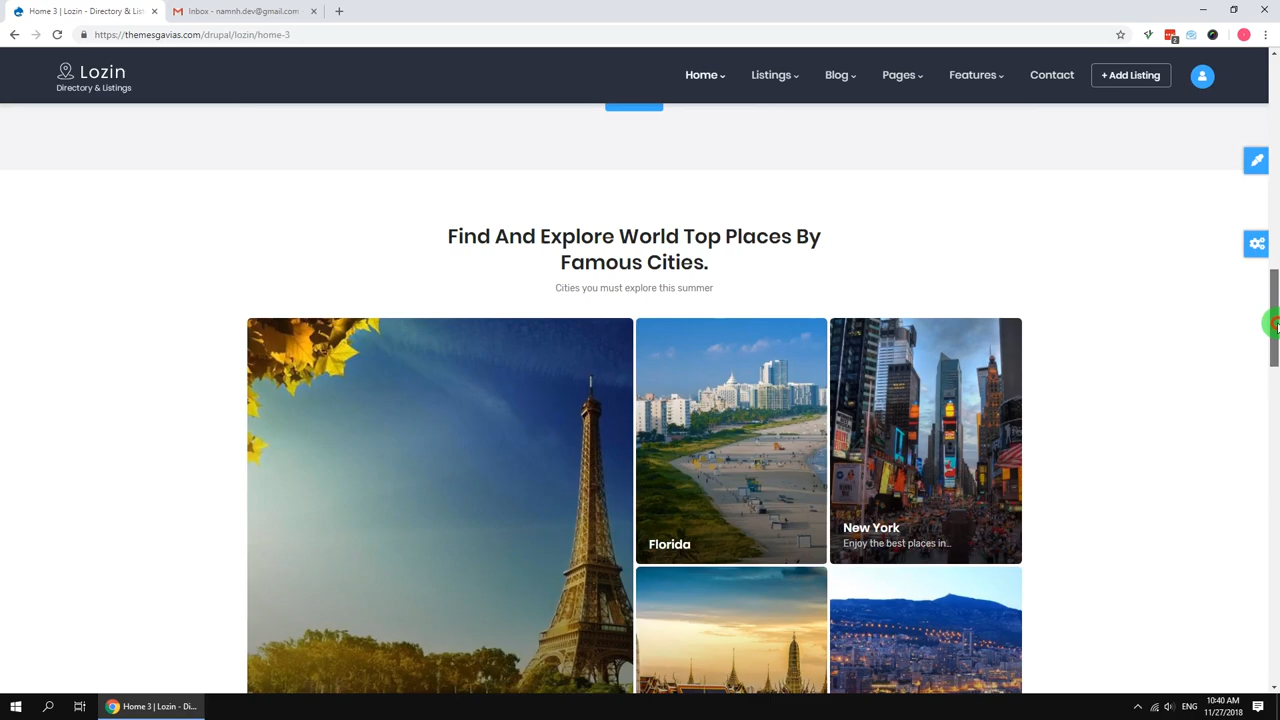 Home 3 | Lozin - Directory & List
Inbox - namnh.dev@gmail.com
https://themesgavias.com/drupal/lozin/home-3
2
Lozin
Directory & Listings
Home
Listings
Blog
Pages
Features
Contact
+ Add Listing
Find And Explore World Top Places By
Famous Cities.
Cities you must explore this summer
Florida
New York
Enjoy the best places in...
Home 3 | Lozin - Di...
ENG
10:40 AM
11/27/2018